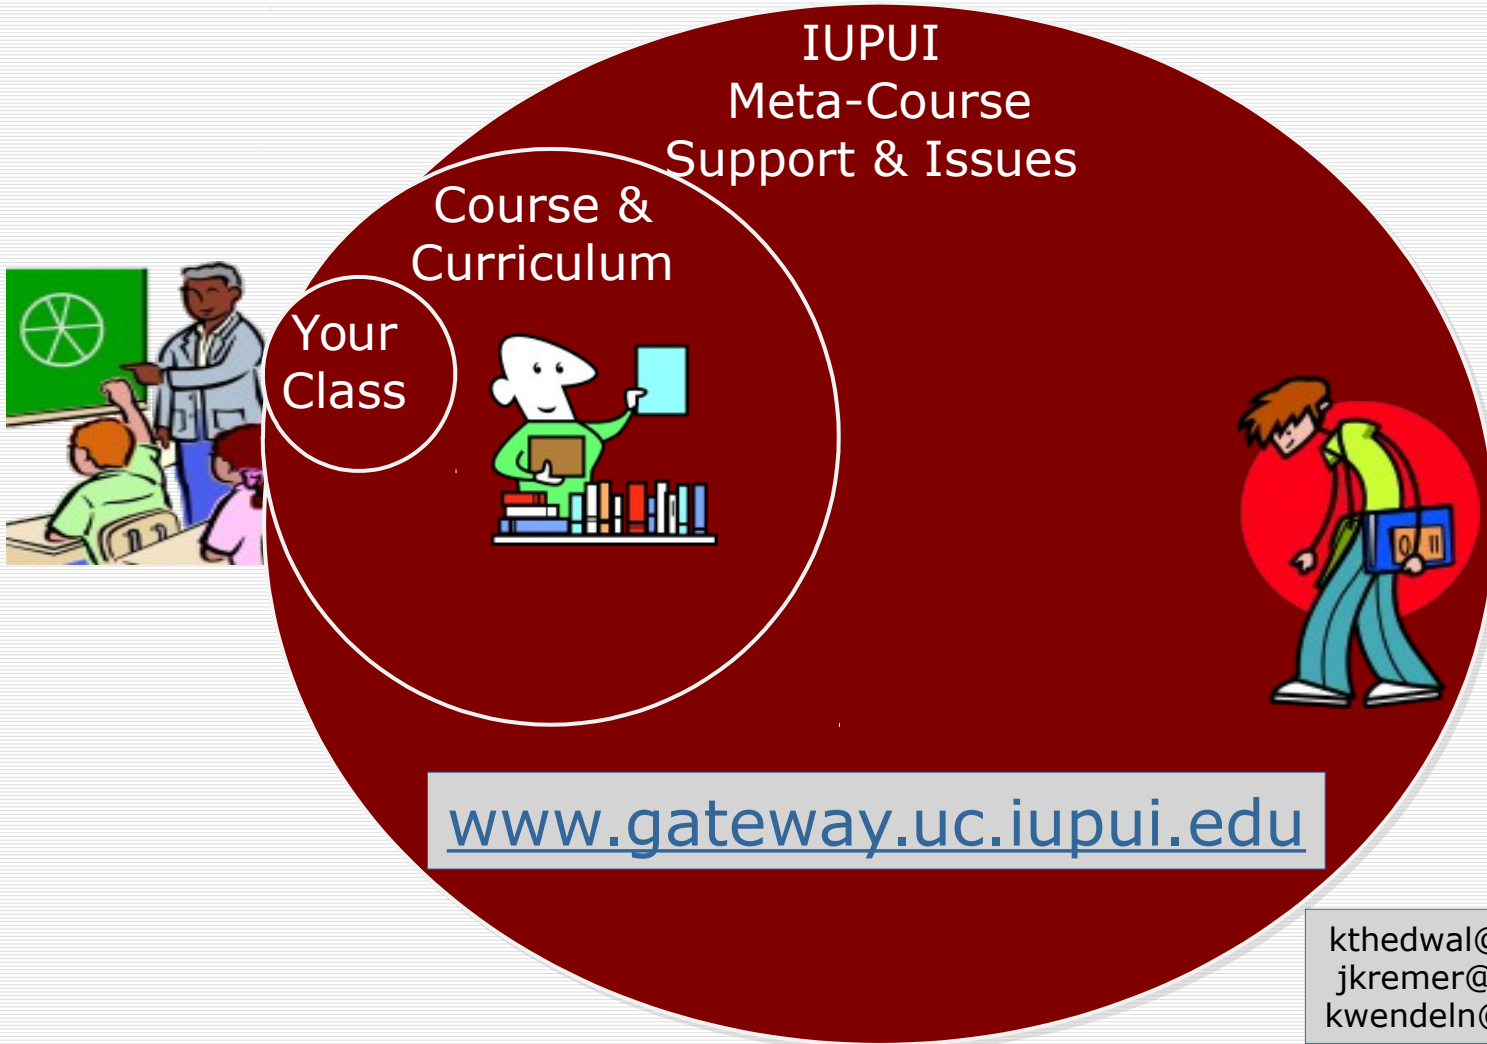 IUPUI
Meta-Course
Support & Issues
Course &
Curriculum
Your
Class
www.gateway.uc.iupui.edu
kthedwal@
jkremer@
kwendeln@